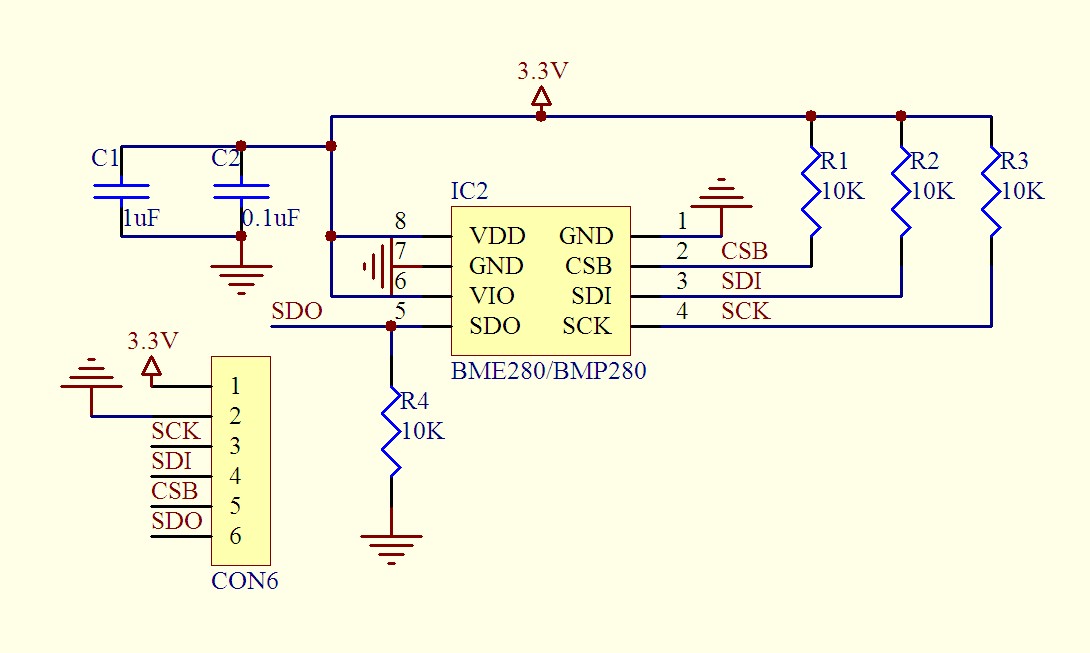 3.3V
C1
C2
1uF
0.1uF
R1
10K
R2
10K
R3
10K
IC2
8
7
6
5
VDD
GND
VIO
SDO
GND
CSB
SDI
SCK
1
2
3
4
CSB
SDI
SCK
SDO
BME280/BMP280
R4
10K
3.3V
1
2
SCK
3
SDI
4
CSB
5
SDO
6
CON6